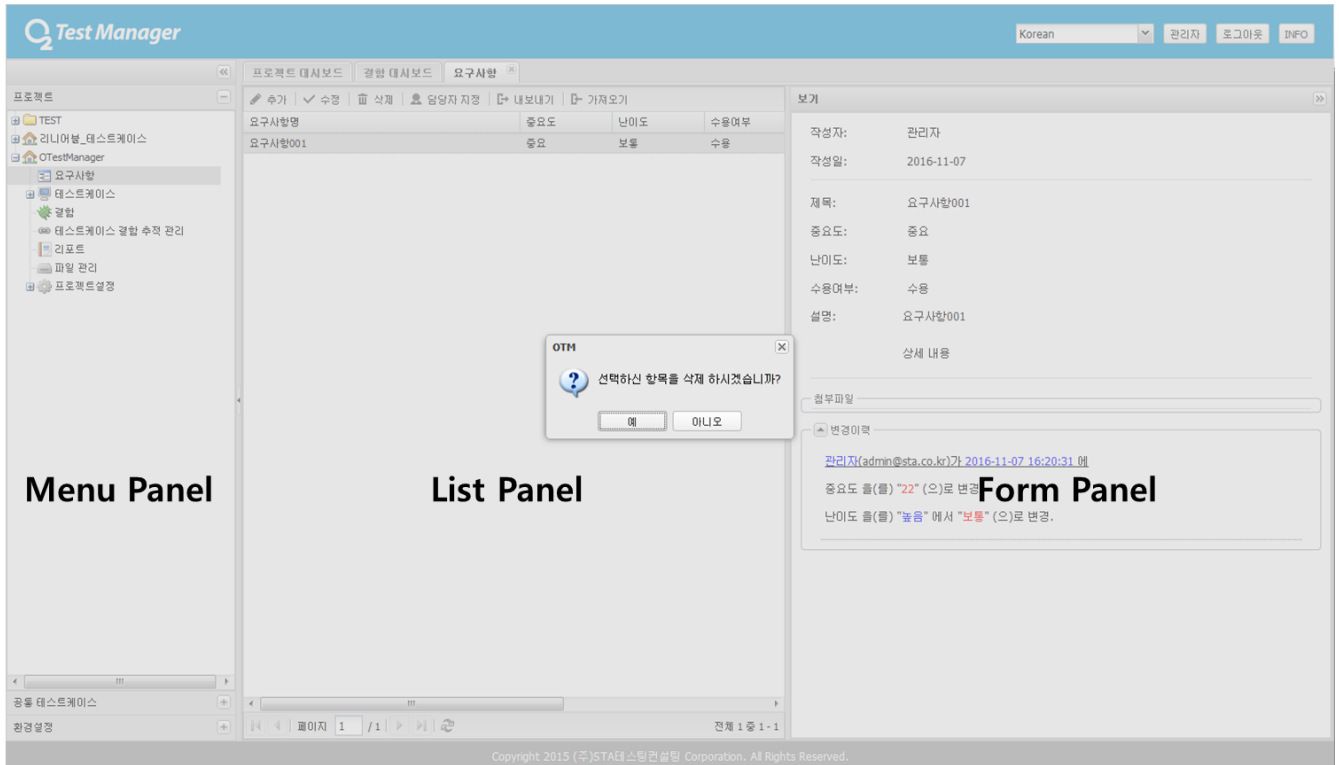 O2 Test Manager
Korean 관리자 로그아웃 INFO
프로젝트 대시보드 결함 대시보드 요구사항
프로젝트
TEST
리니어블_테스트케이스
OTestManager
요구사항
테스트케이스
결함
테스트케이스 결함 추적 관리
리포트
파일 관리
프로젝트설정
공통 테스트케이스
환경설정
Menu Panel
추가 수정 삭제 담당자 지정 내보내기 가져오기
요구사항명 중요도 난이도 수용여부
요구사항001 중요 보통 수용
List Panel
페이지 1 / 1 전체 1 중 1 - 1
OTM
선택하신 항목을 삭제 하시겠습니까?
예 아니오
보기
작성자: 관리자
작성일: 2016-11-07
제목: 요구사항001
중요도: 중요
난이도: 보통
수용여부: 수용
설명: 요구사항001
상세 내용
첨부파일
변경이력
관리자(admin@sta.co.kr)가 2016-11-07 16:20:31 에
중요도 을(를) "22" (으)로 변경
난이도 을(를) "높음" 에서 "보통" (으)로 변경.
Form Panel
Copyright 2015 (주)STA테스팅컨설팅 Corporation. All Rights Reserved.